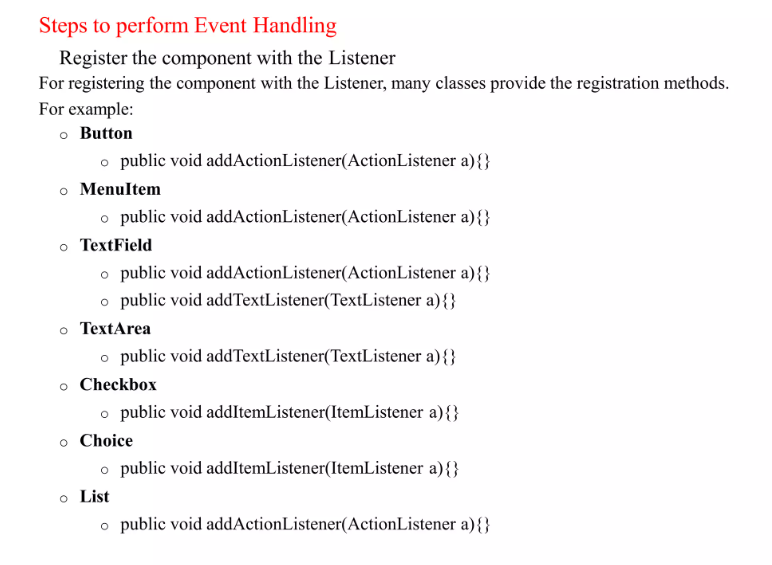 Steps to perform Event Handling
Register the component with the Listener
For registering the component with the Listener, many classes provide the registration methods.
For example:
o Button
o public void addActionListener(ActionListener a){}
o MenuItem
o public void addActionListener(ActionListener a){}
o TextField
o public void addActionListener(ActionListener a){}
o public void addTextListener(TextListener a){}
o TextArea
o public void addTextListener(TextListener a){}
o Checkbox
o public void addItemListener(ItemListener a){}
o Choice
o public void addItemListener(ItemListener a){}
o List
o public void addActionListener(ActionListener a){}